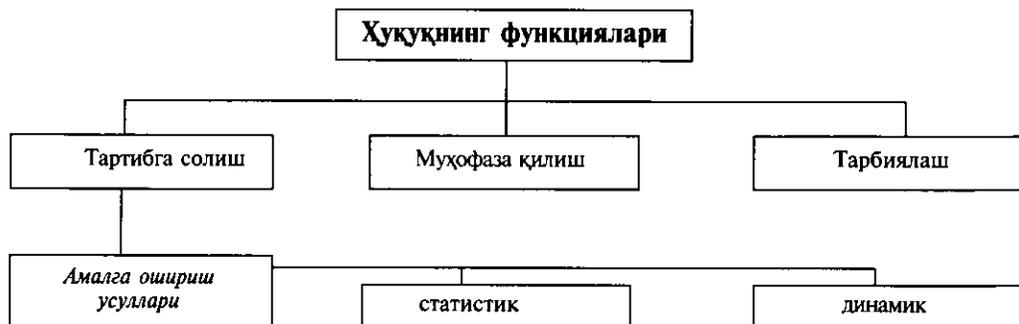 Ҳуқуқнинг функциялари
Тартибга солиш
Муҳофаза қилиш
Тарбиялаш
Амалга ошириш
усуллари
статистик
динамик